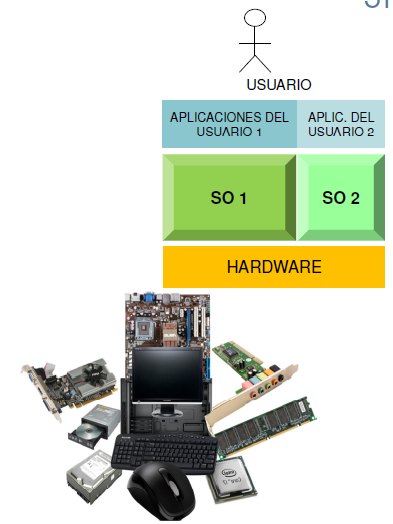 USUARIO
APLICACIONES DEL
USUARIO 1
APLIC. DEL
USUARIO 2
SO 1
SO 2
HARDWARE